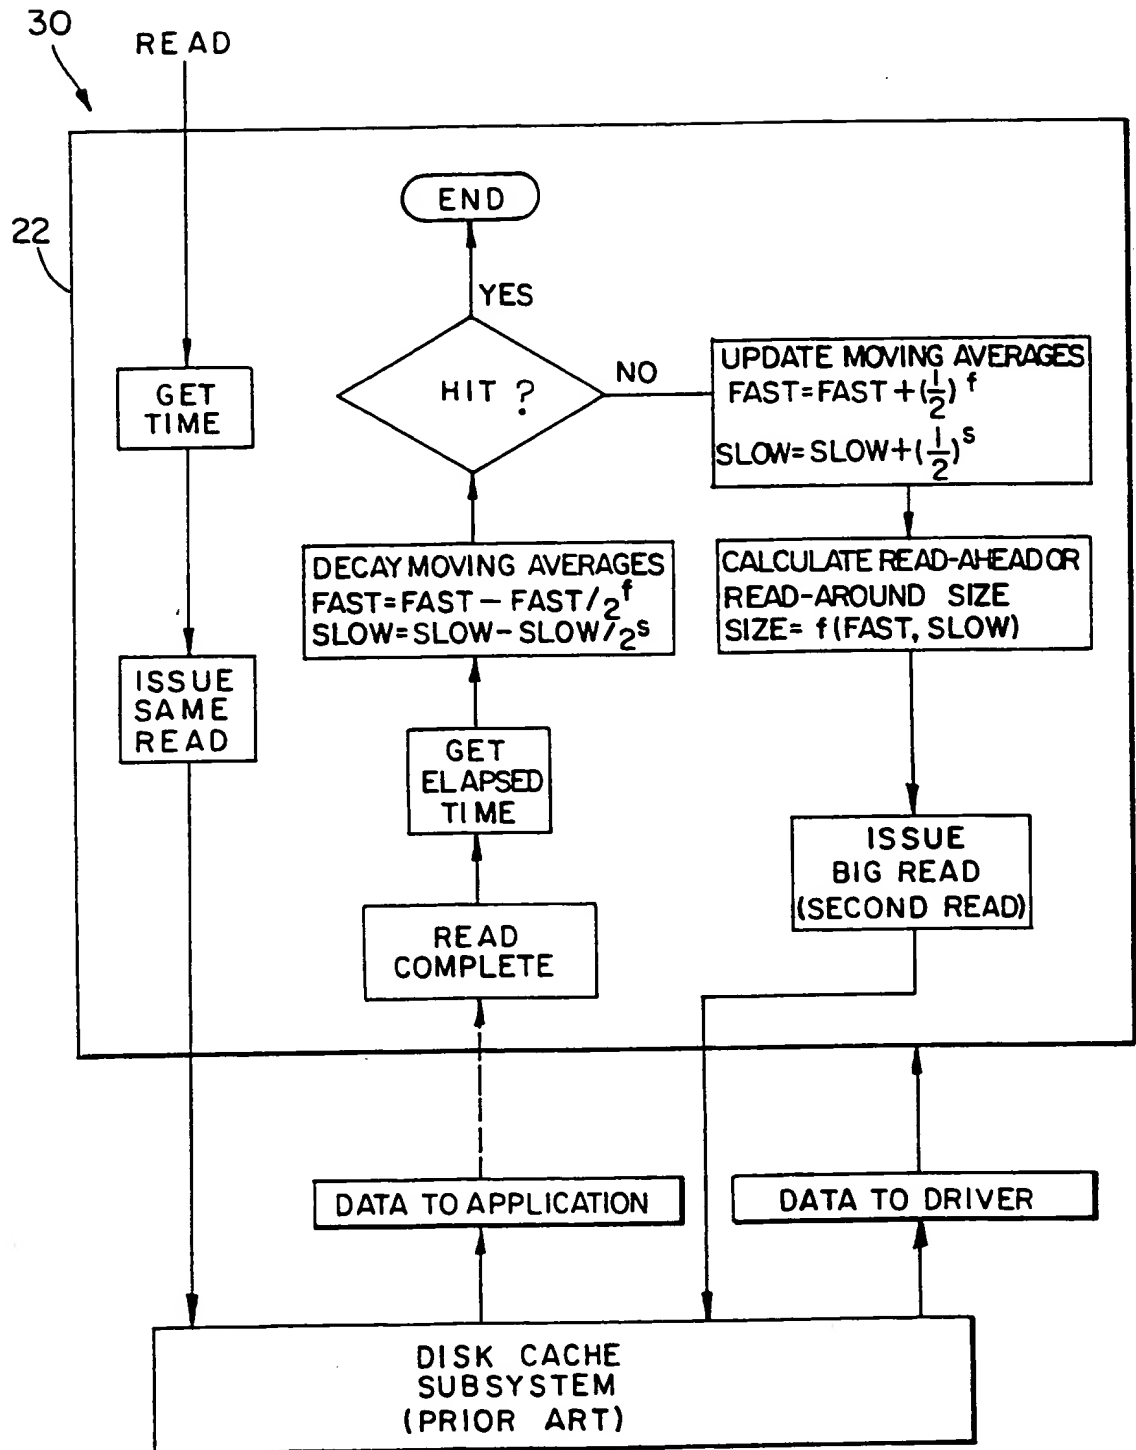 30
READ
22
END
YES
HIT ?
NO
UPDATE MOVING AVERAGES
FAST=FAST+(1/2)^f
SLOW=SLOW+(1/2)^s
GET
TIME
DECAY MOVING AVERAGES
FAST=FAST-FAST/2^f
SLOW=SLOW-SLOW/2^s
CALCULATE READ-AHEAD OR
READ-AROUND SIZE
SIZE= f(FAST, SLOW)
ISSUE
SAME
READ
GET
ELAPSED
TIME
ISSUE
BIG READ
(SECOND READ)
READ
COMPLETE
DATA TO APPLICATION
DATA TO DRIVER
DISK CACHE
SUBSYSTEM
(PRIOR ART)